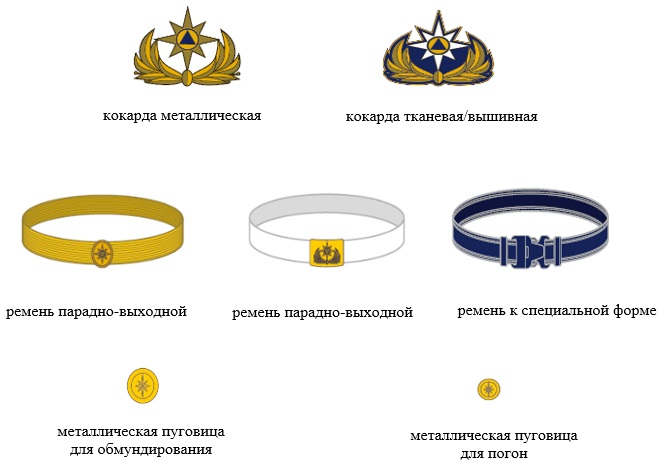 кокарда металлическая
кокарда тканевая/вышивная
ремень парадно-выходной
ремень парадно-выходной
ремень к специальной форме
металлическая пуговица
для обмундирования
металлическая пуговица
для погон